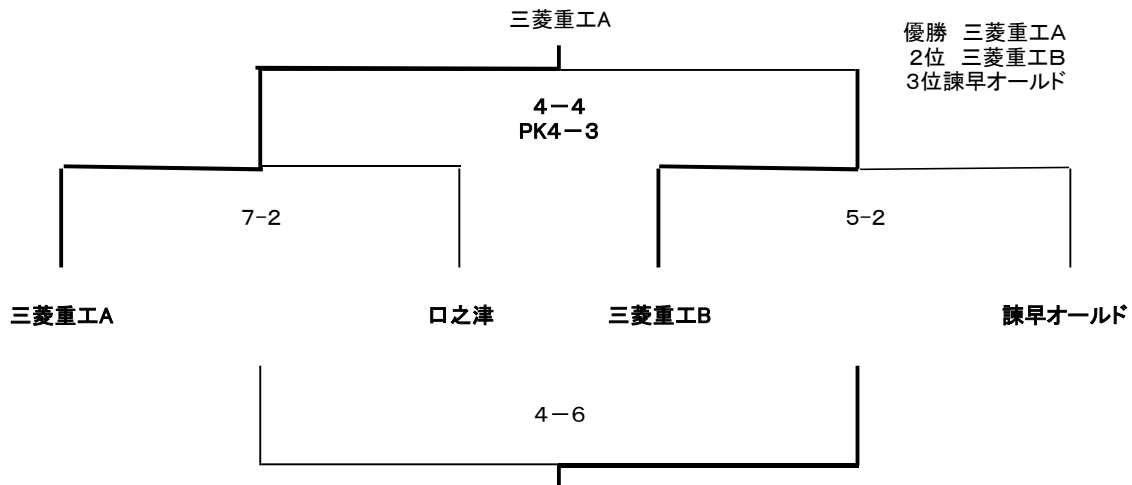 三菱重工A
優勝　三菱重工A
2位　三菱重工B
3位諫早オールド
4－4
PK4－3
7-2
5-2
三菱重工A
口之津
三菱重工B
諫早オールド
4－6